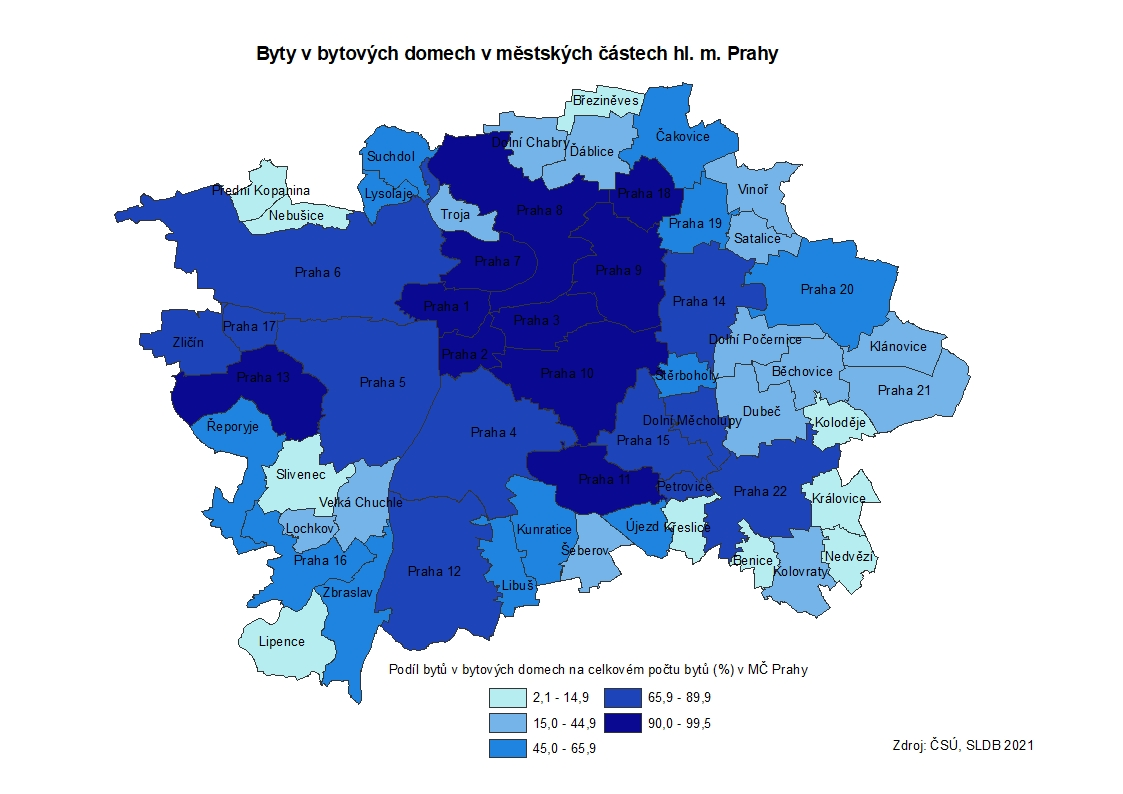 Byty v bytových domech v městských částech hl. m. Prahy
Březiněves
Čakovice
Dolní Chabry
Ďáblice
Suchdol
Přední Kopanina
Lysolaje
Praha 18
Vinoř
Nebušice
Troja
Praha 8
Praha 19
Satalice
Praha 7
Praha 6
Praha 9
Praha 20
Praha 1
Praha 14
Praha 3
Praha 17
Zličín
Dolní Počernice
Klánovice
Praha 2
Praha 13
Praha 5
Praha 10
Štěrboholy
Běchovice
Praha 21
Dubeč
Řeporyje
Praha 4
Dolní Měcholupy
Koloděje
Praha 15
Slivenec
Praha 11
Petrovice
Praha 22
Královice
Velká Chuchle
Lochkov
Kunratice
Újezd
Křeslice
Šeberov
Praha 16
Praha 12
Benice
Nedvězí
Kolovraty
Zbraslav
Libuš
Lipence
Podíl bytů v bytových domech na celkovém počtu bytů (%) v MČ Prahy
2,1 - 14,9
65,9 - 89,9
15,0 - 44,9
90,0 - 99,5
45,0 - 65,9
Zdroj: ČSÚ, SLDB 2021